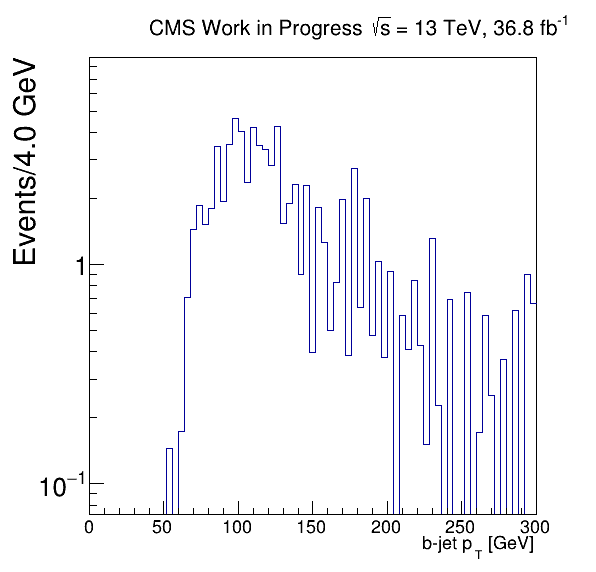 CMS Work in Progress √s = 13 TeV, 36.8 fb⁻¹
Events/4.0 GeV
1
10⁻¹
0 50 100 150 200 250 300
b-jet p_T [GeV]